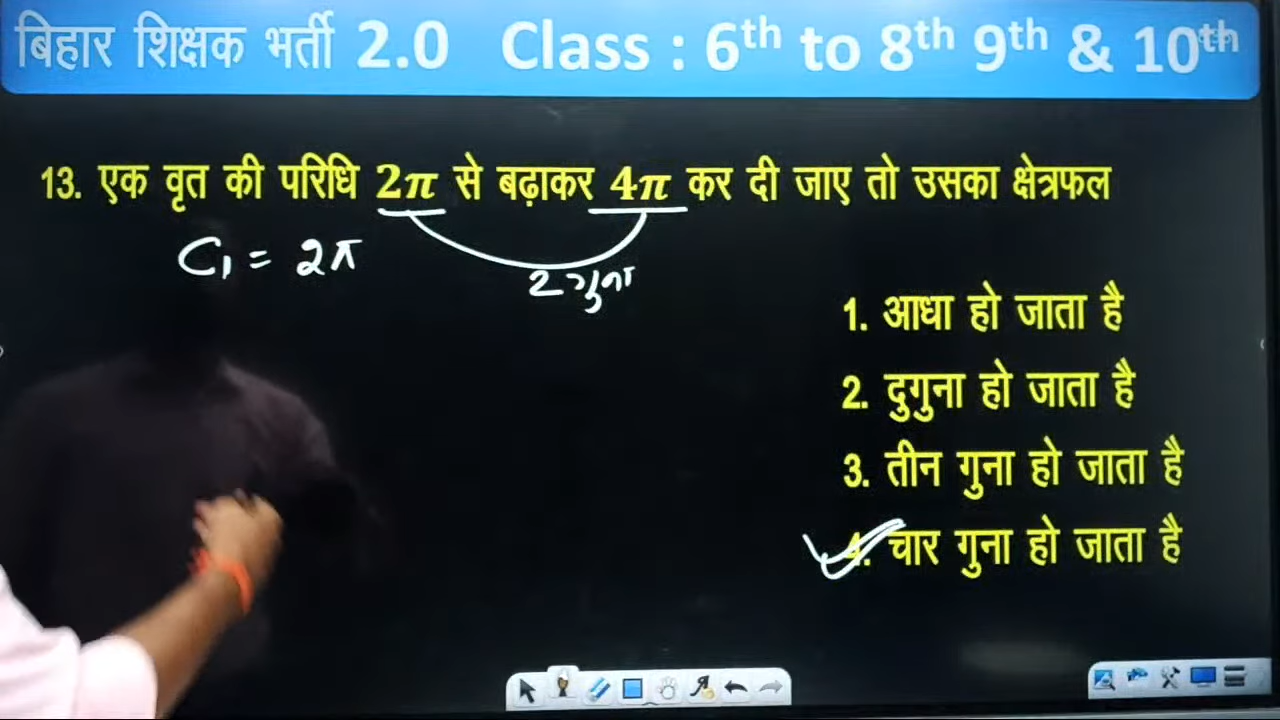 बिहार शिक्षक भर्ती 2.0 Class : 6th to 8th 9th & 10th
13. एक वृत की परिधि 2π से बढ़ाकर 4π कर दी जाए तो उसका क्षेत्रफल
C1 = 2π
2 गुना
1. आधा हो जाता है
2. दुगुना हो जाता है
3. तीन गुना हो जाता है
4. चार गुना हो जाता है